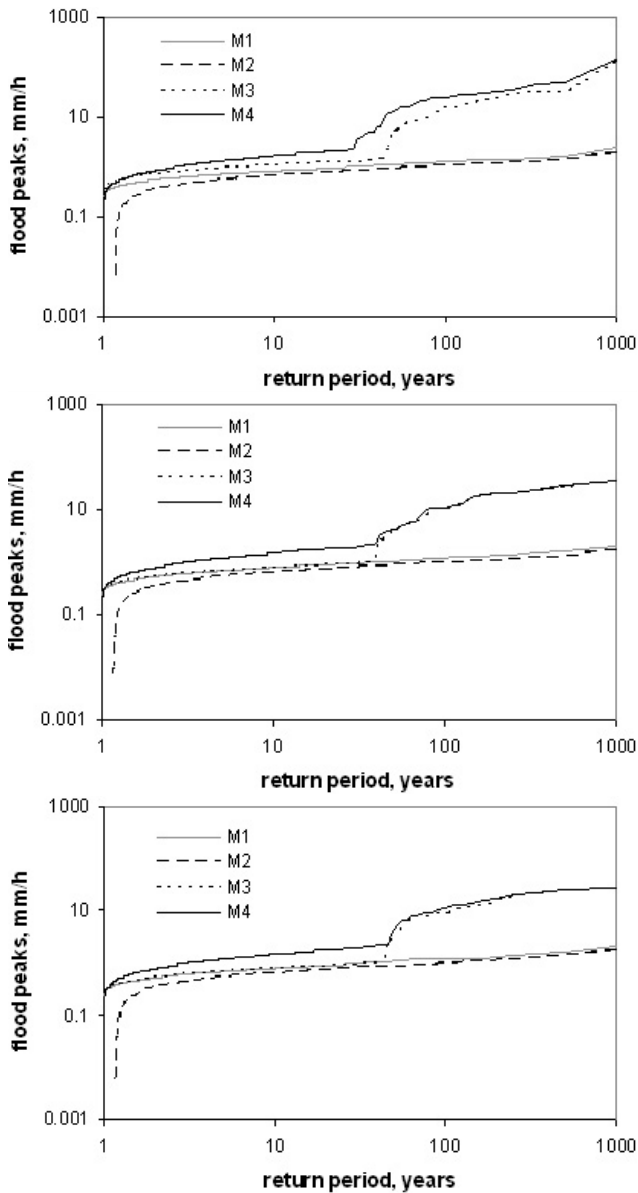 1000
10
0.1
0.001
flood peaks, mm/h
M1
M2
M3
M4
1 10 100 1000
return period, years
1000
10
0.1
0.001
flood peaks, mm/h
M1
M2
M3
M4
1 10 100 1000
return period, years
1000
10
0.1
0.001
flood peaks, mm/h
M1
M2
M3
M4
1 10 100 1000
return period, years